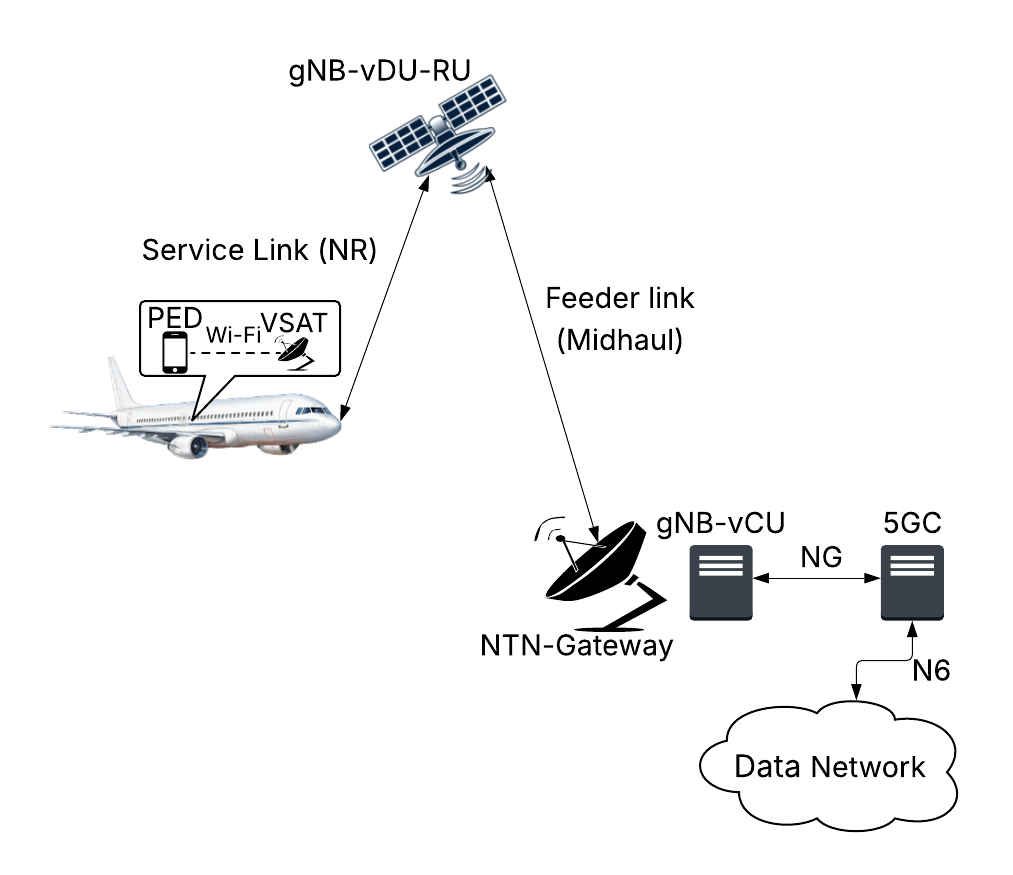 gNB-vDU-RU
Service Link (NR)
Feeder link
(Midhaul)
PED
Wi-Fi
VSAT
gNB-vCU
5GC
NG
NTN-Gateway
N6
Data Network